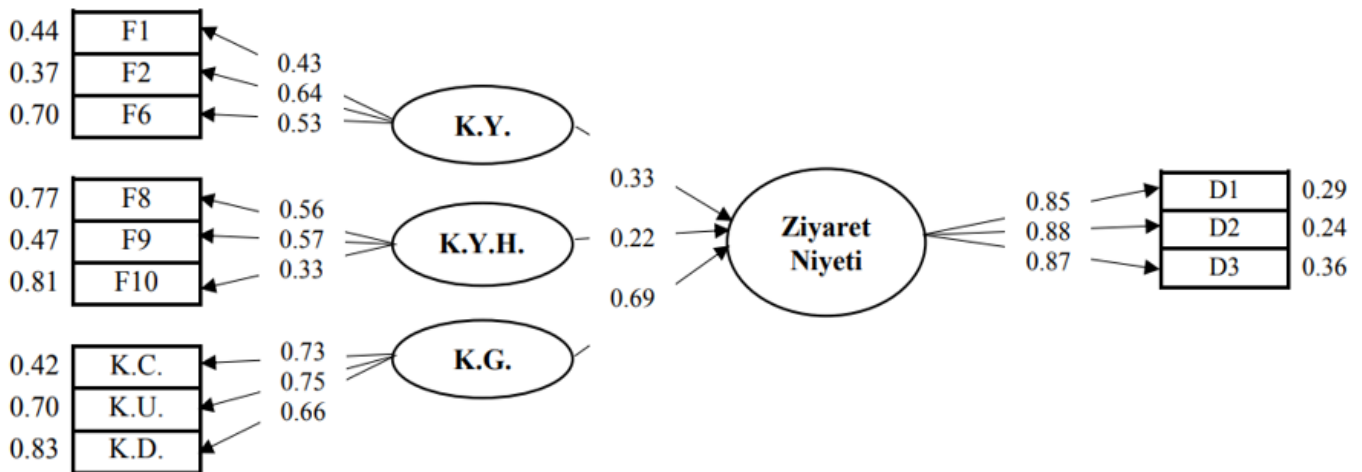 0.44 F1
0.37 F2
0.70 F6
0.43
0.64
0.53
K.Y.
0.77 F8
0.47 F9
0.81 F10
0.56
0.57
0.33
K.Y.H.
0.42 K.C.
0.70 K.U.
0.83 K.D.
0.73
0.75
0.66
K.G.
0.33
0.22
0.69
Ziyaret
Niyeti
0.85
0.88
0.87
D1 0.29
D2 0.24
D3 0.36